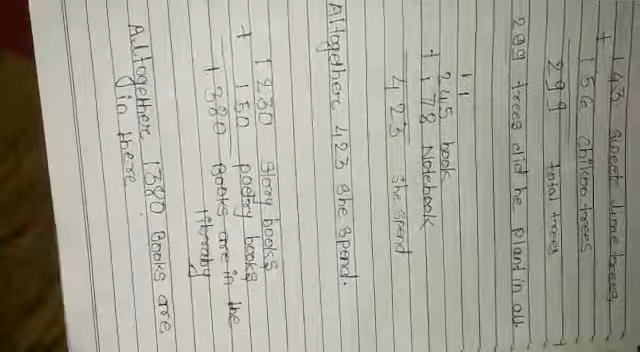 143 sweet lime trees
+ 156 chikoo trees
299 total trees
299 trees did he plant in all.
11
245 book
+ 178 Notebook
423 she spend
Altogether 423 she spend.
1230 story books
+ 150 poetry books
1380 Books are in the
library
Altogether 1380 Books are
in there.